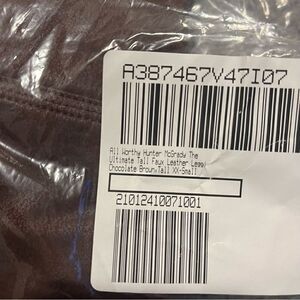 A387467V47I07
All Worthy Hunter McGrady The
Ultimate Tall Faux Leather Leggi
Chocolate Brown,Tall XX-Small
21012410071001